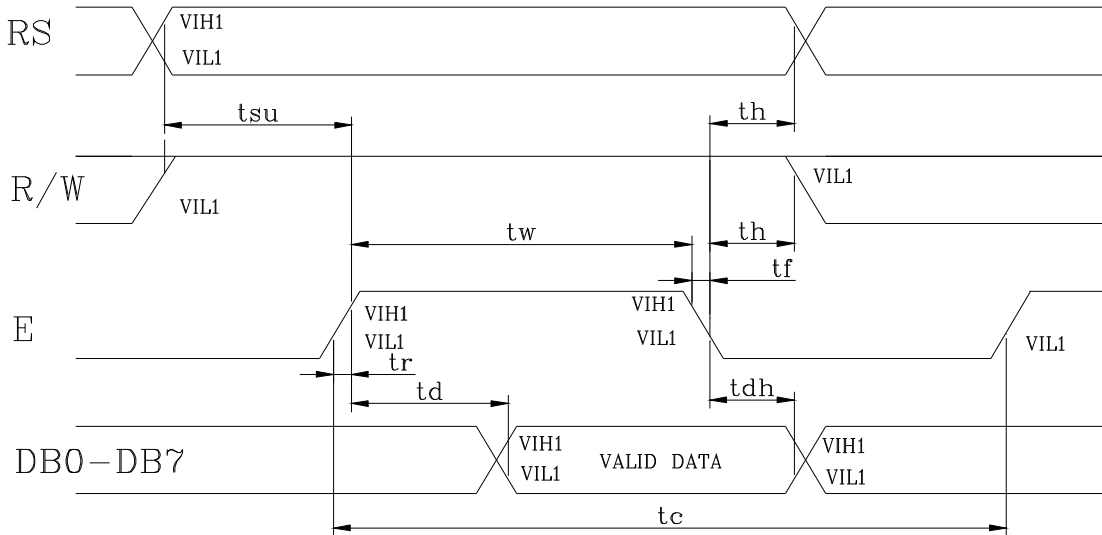 RS
VIH1
VIL1
tsu
th
R/W
VIL1
VIL1
tw
th
tf
E
VIH1
VIL1
VIH1
VIL1
VIL1
tr
td
tdh
DB0-DB7
VIH1
VIL1
VALID DATA
VIH1
VIL1
tc